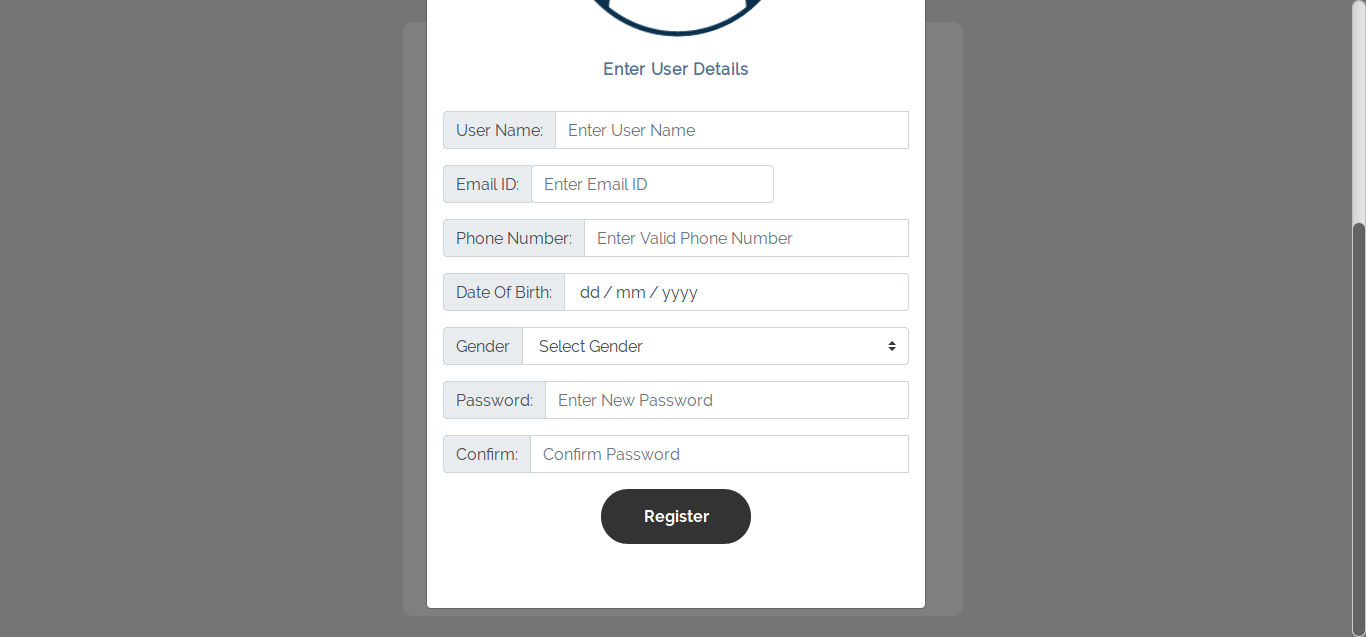 Enter User Details
User Name: Enter User Name
Email ID: Enter Email ID
Phone Number: Enter Valid Phone Number
Date Of Birth: dd / mm / yyyy
Gender Select Gender
Password: Enter New Password
Confirm: Confirm Password
Register